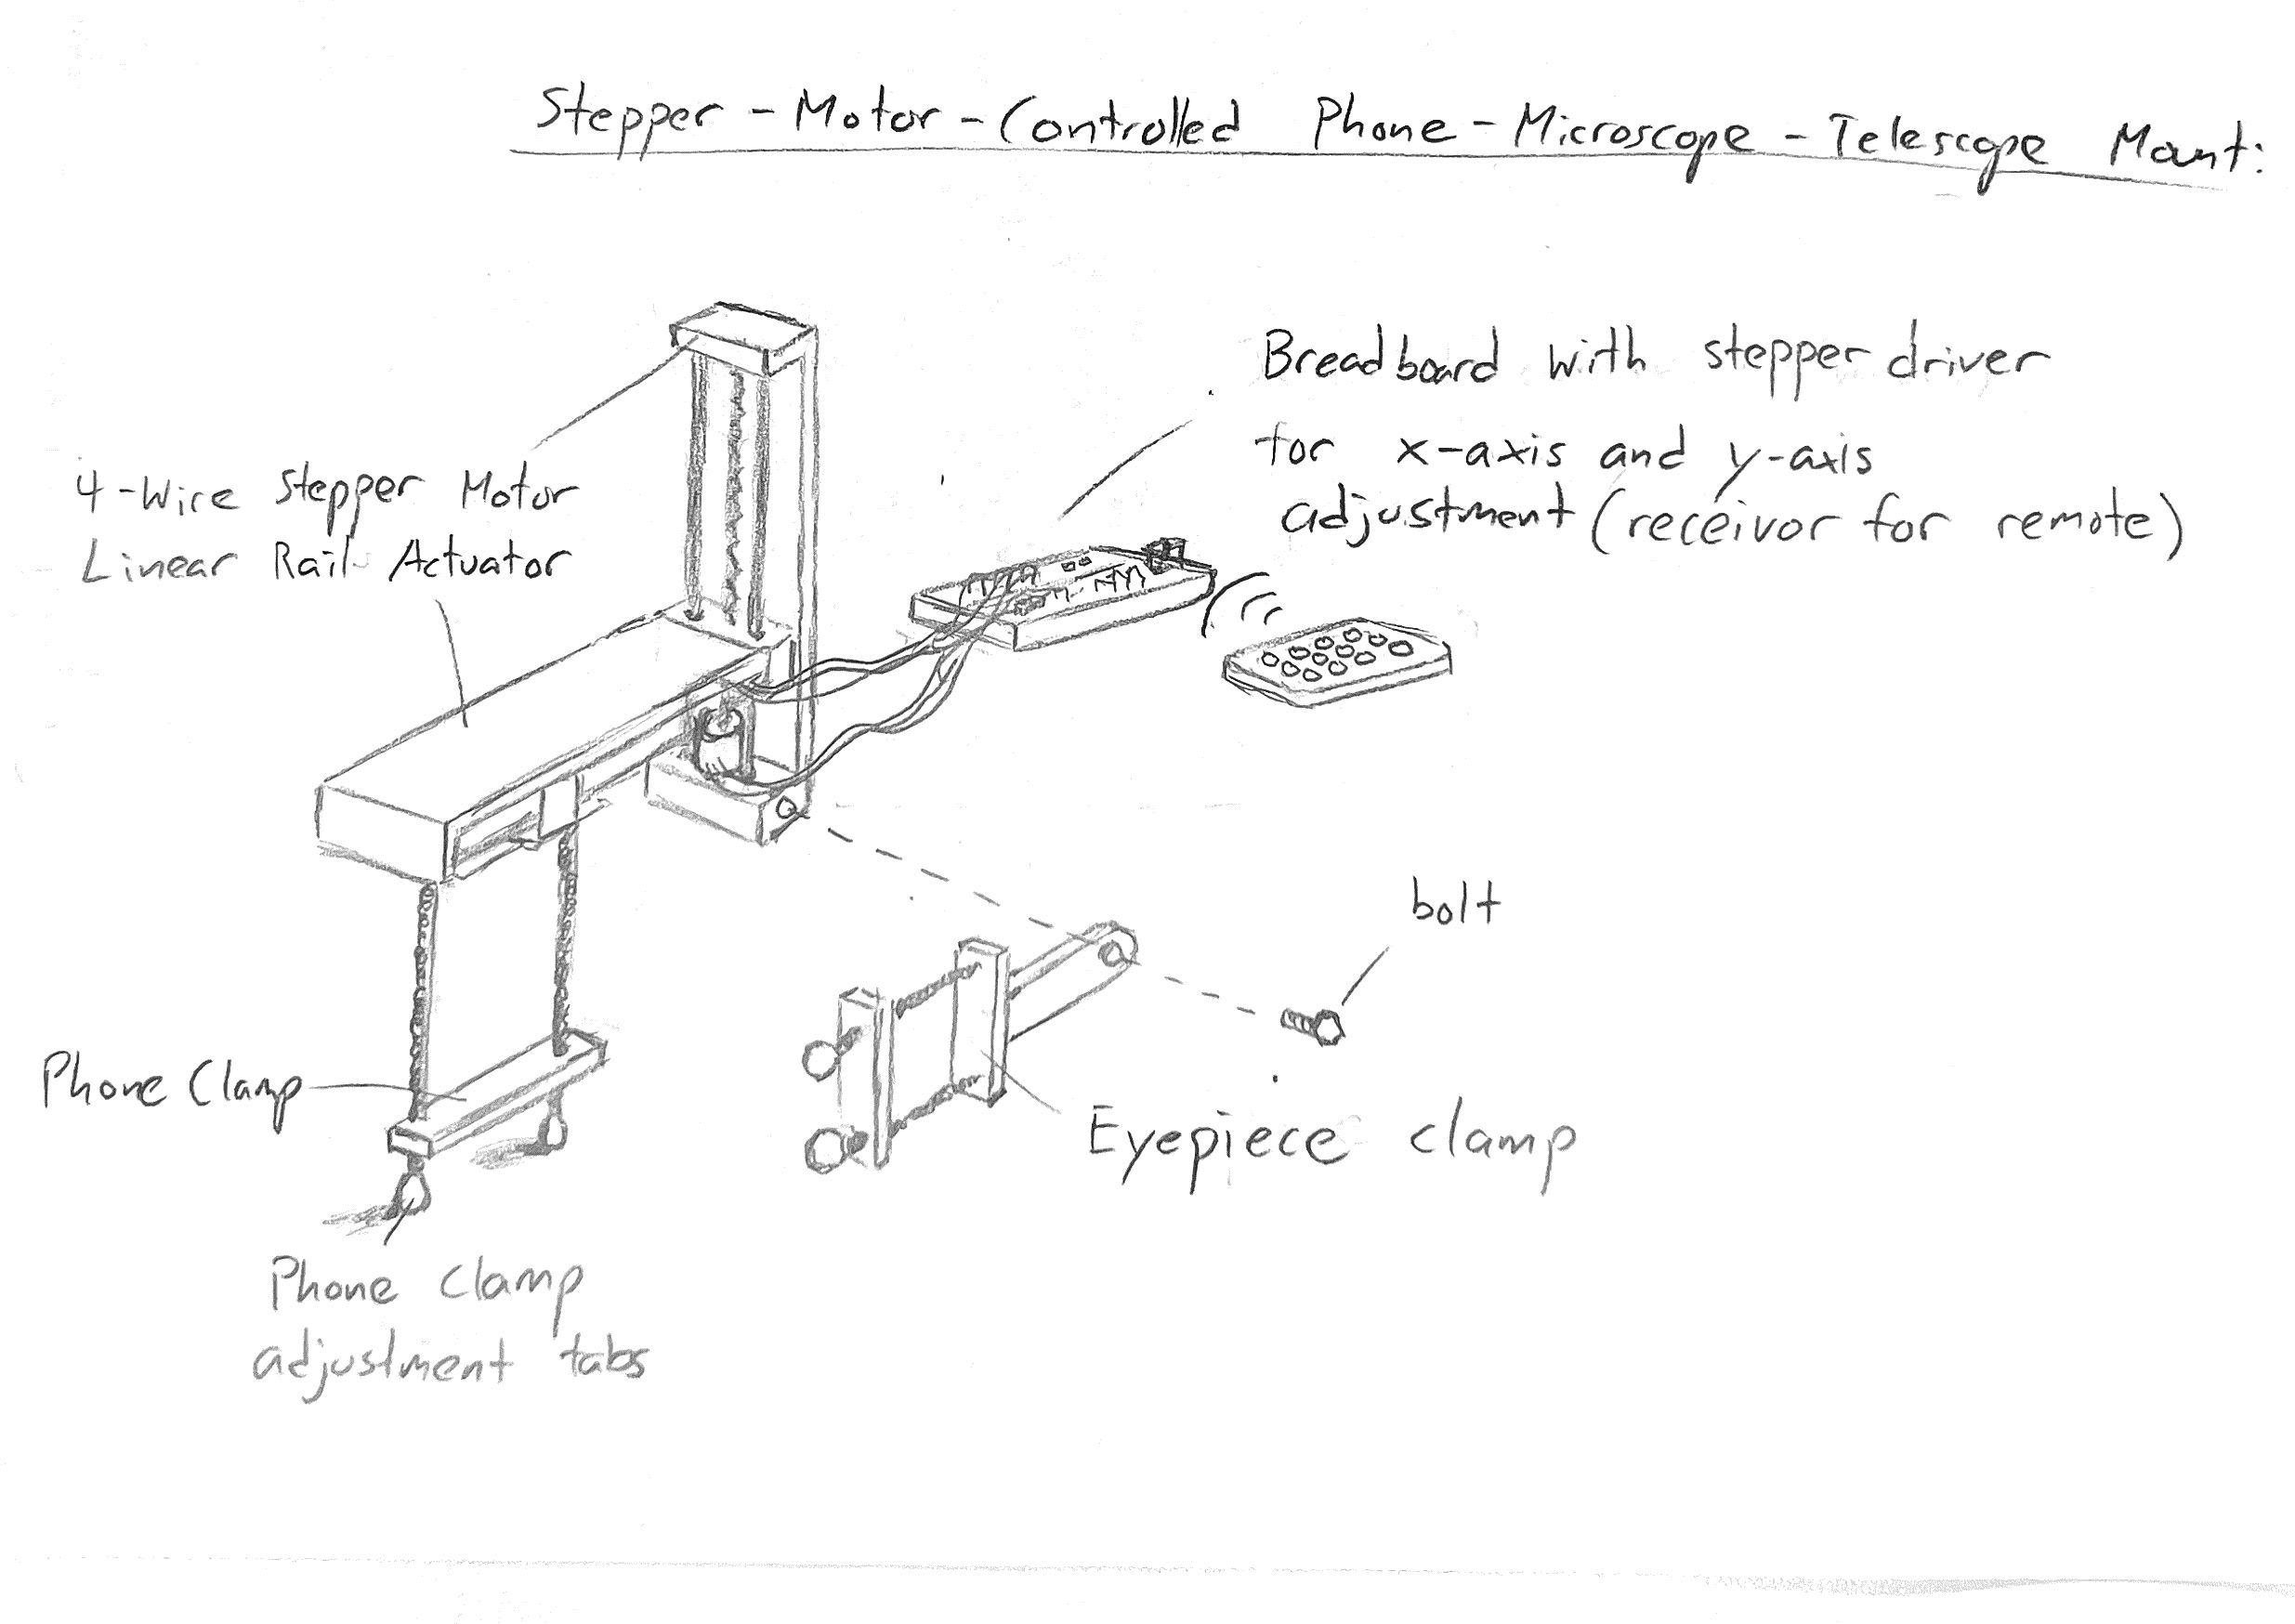 Stepper-Motor-Controlled Phone-Microscope-Telescope Mount:
Breadboard with stepper driver
for x-axis and y-axis
adjustment (receivor for remote)
4-Wire Stepper Motor
Linear Rail Actuator
bolt
Phone Clamp
Eyepiece clamp
Phone Clamp
adjustment tabs